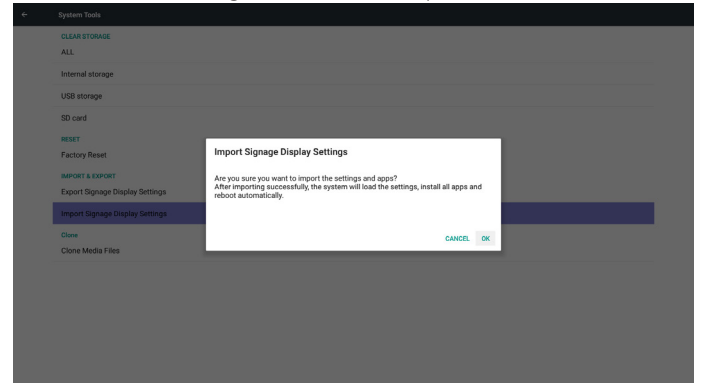 System Tools
CLEAR STORAGE
ALL
Internal storage
USB storage
SD card
RESET
Factory Reset
IMPORT & EXPORT
Export Signage Display Settings
Import Signage Display Settings
Clone
Clone Media Files
Import Signage Display Settings
Are you sure you want to import the settings and apps?
After importing successfully, the system will load the settings, install all apps and
reboot automatically.
CANCEL OK